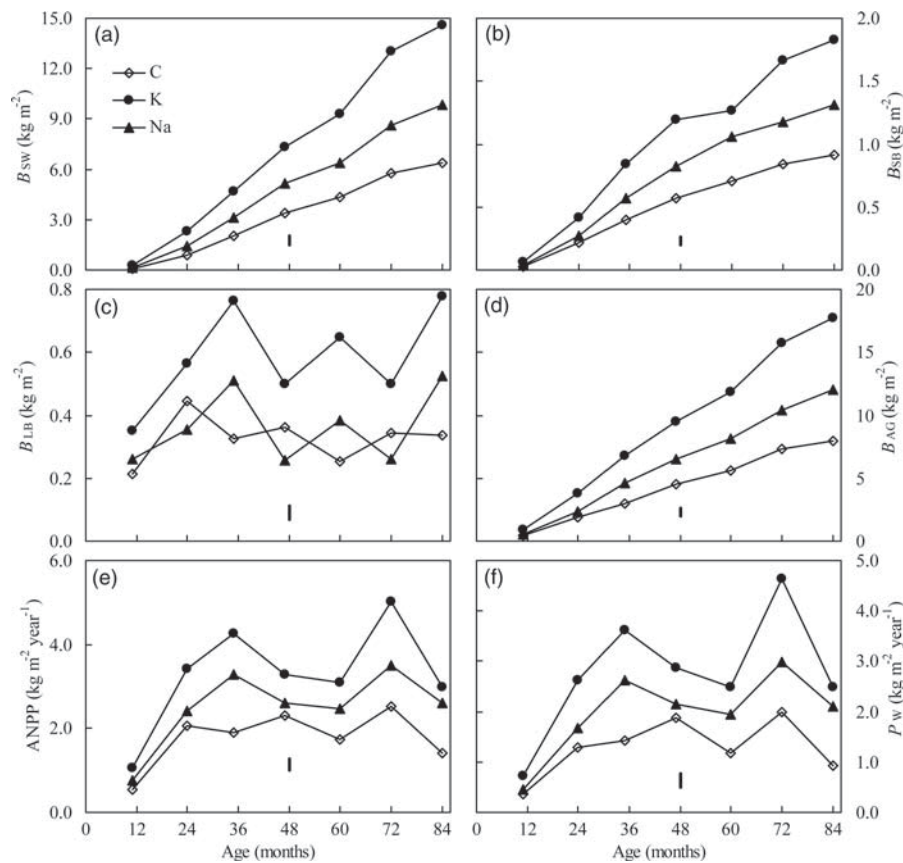 (a)
C
K
Na
15.0
12.0
9.0
6.0
3.0
0.0
B SW (kg m-2)
(b)
2.0
1.5
1.0
0.5
0.0
BSB (kg m-2)
(c)
0.8
0.6
0.4
0.2
0.0
B LB (kg m-2)
(d)
20
15
10
5
0
B AG (kg m-2)
(e)
6.0
4.0
2.0
0.0
ANPP (kg m-2 year-1)
0 12 24 36 48 60 72 84
Age (months)
(f)
5.0
4.0
3.0
2.0
1.0
0.0
P W (kg m-2 year-1)
0 12 24 36 48 60 72 84
Age (months)